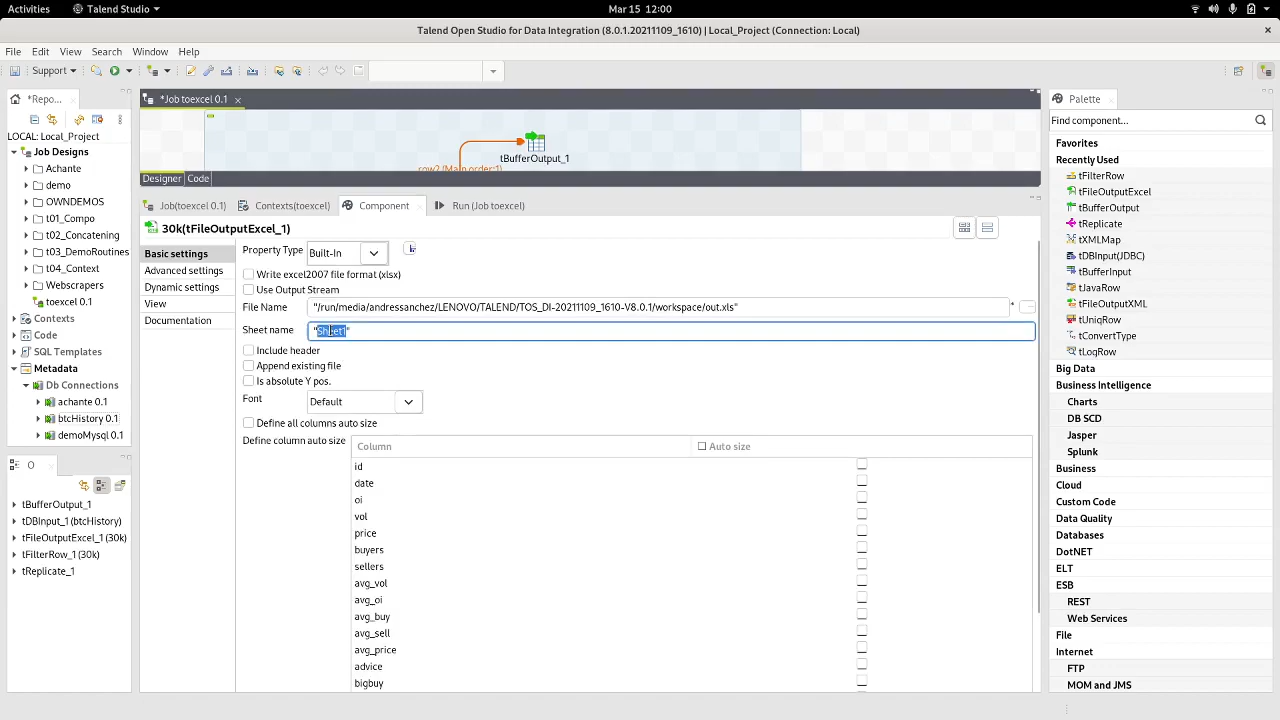 Activities
Talend Studio
Mar 15 12:00
Talend Open Studio for Data Integration (8.0.1.20211109_1610) | Local_Project (Connection: Local)
×
File Edit View Search Window Help
Support
*Repo...
*Job toexcel 0.1
LOCAL: Local_Project
Job Designs
Achante
demo
OWNDEMOS
t01_Compo
t02_Concatening
t03_DemoRoutines
t04_Context
Webscrapers
toexcel 0.1
Contexts
Code
SQL Templates
Metadata
Db Connections
achante 0.1
btcHistory 0.1
demoMysql 0.1
O
tBufferOutput_1
tDBInput_1 (btcHistory)
tFileOutputExcel_1 (30k)
tFilterRow_1 (30k)
tReplicate_1
tBufferOutput_1
row2 (Main order:1)
Designer Code
Job(toexcel 0.1)
Contexts(toexcel)
Component
Run (Job toexcel)
30k(tFileOutputExcel_1)
Basic settings
Advanced settings
Dynamic settings
View
Documentation
Property Type Built-In
Write excel2007 file format (xlsx)
Use Output Stream
File Name "/run/media/andressanchez/LENOVO/TALEND/TOS_DI-20211109_1610-V8.0.1/workspace/out.xls" *
Sheet name "Sheet1"
Include header
Append existing file
Is absolute Y pos.
Font Default
Define all columns auto size
Define column auto size
Column Auto size
id
date
oi
vol
price
buyers
sellers
avg_vol
avg_oi
avg_buy
avg_sell
avg_price
advice
bigbuy
Palette
Find component...
Favorites
Recently Used
tFilterRow
tFileOutputExcel
tBufferOutput
tReplicate
tXMLMap
tDBInput(JDBC)
tBufferInput
tJavaRow
tFileOutputXML
tUniqRow
tConvertType
tLogRow
Big Data
Business Intelligence
Charts
DB SCD
Jasper
Splunk
Business
Cloud
Custom Code
Data Quality
Databases
DotNET
ELT
ESB
REST
Web Services
File
Internet
FTP
MOM and JMS